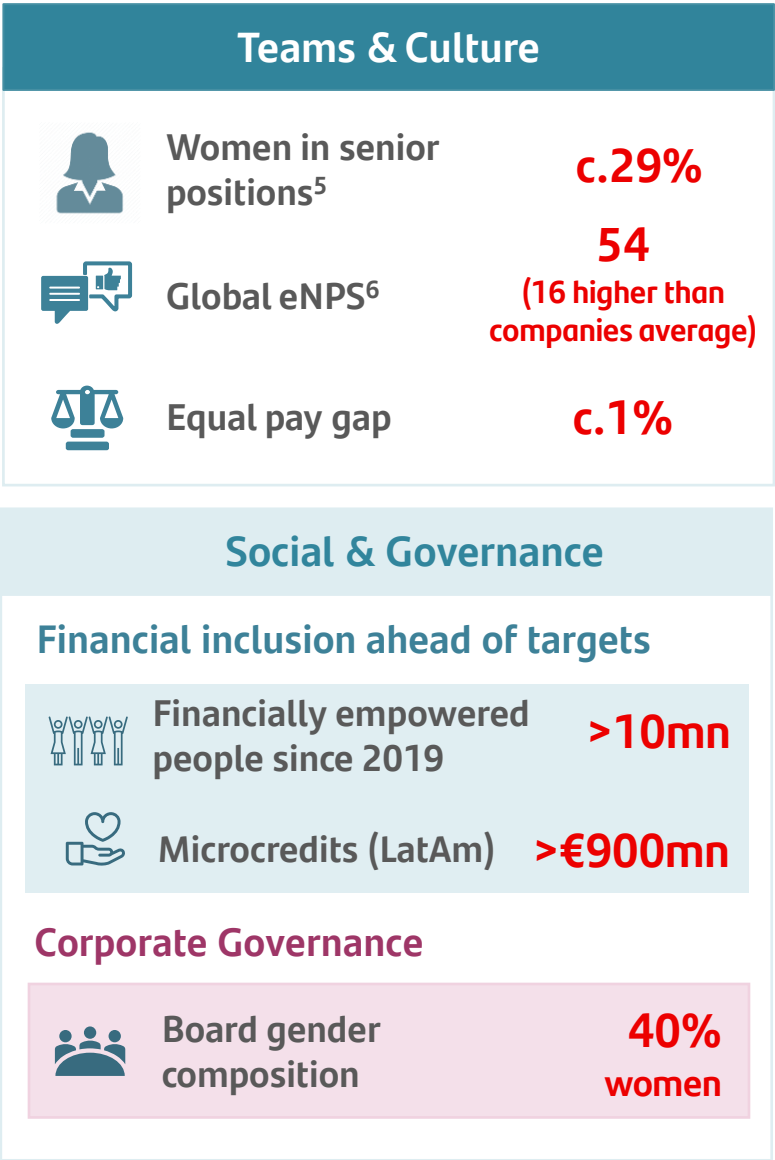 Teams & Culture
Women in senior
positions⁵
c.29%
Global eNPS⁶
54
(16 higher than
companies average)
Equal pay gap
c.1%
Social & Governance
Financial inclusion ahead of targets
Financially empowered
people since 2019
>10mn
Microcredits (LatAm)
>€900mn
Corporate Governance
Board gender
composition
40%
women